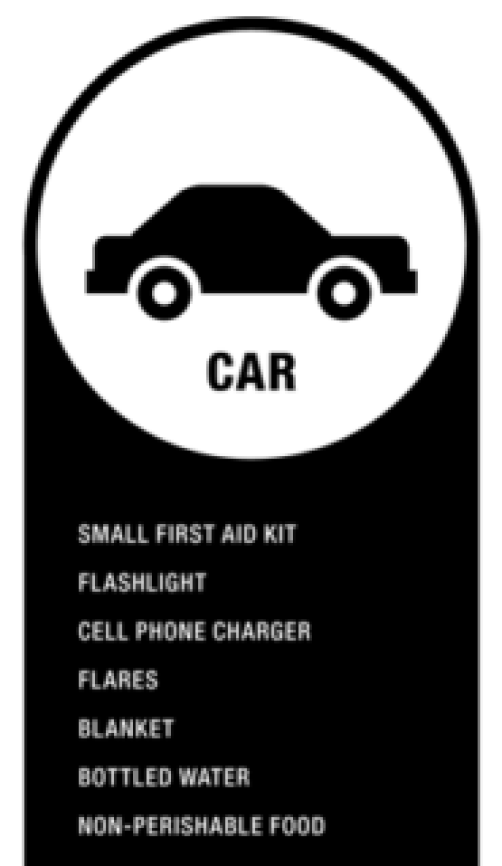 CAR
SMALL FIRST AID KIT
FLASHLIGHT
CELL PHONE CHARGER
FLARES
BLANKET
BOTTLED WATER
NON-PERISHABLE FOOD